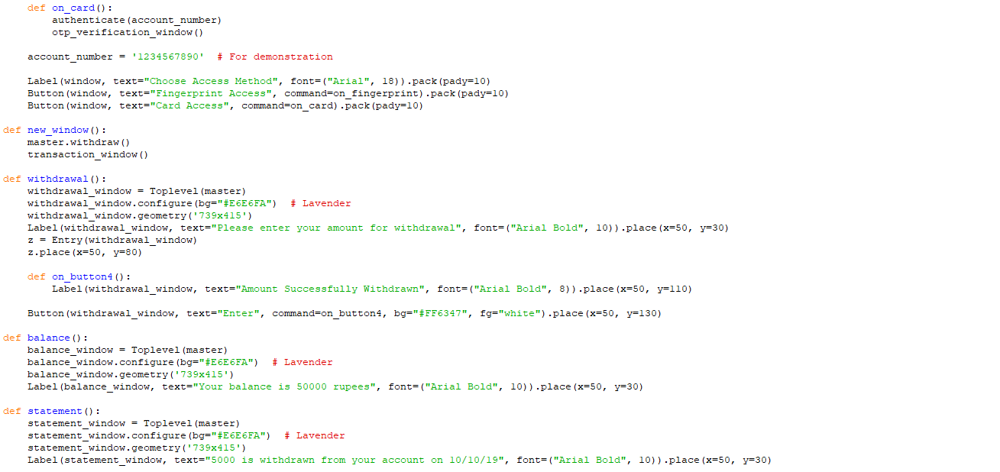 def on_card():
        authenticate(account_number)
        otp_verification_window()

    account_number = '1234567890'  # For demonstration

    Label(window, text="Choose Access Method", font=("Arial", 18)).pack(pady=10)
    Button(window, text="Fingerprint Access", command=on_fingerprint).pack(pady=10)
    Button(window, text="Card Access", command=on_card).pack(pady=10)

def new_window():
    master.withdraw()
    transaction_window()

def withdrawal():
    withdrawal_window = Toplevel(master)
    withdrawal_window.configure(bg="#E6E6FA")  # Lavender
    withdrawal_window.geometry('739x415')
    Label(withdrawal_window, text="Please enter your amount for withdrawal", font=("Arial Bold", 10)).place(x=50, y=30)
    z = Entry(withdrawal_window)
    z.place(x=50, y=80)

    def on_button4():
        Label(withdrawal_window, text="Amount Successfully Withdrawn", font=("Arial Bold", 8)).place(x=50, y=110)

    Button(withdrawal_window, text="Enter", command=on_button4, bg="#FF6347", fg="white").place(x=50, y=130)

def balance():
    balance_window = Toplevel(master)
    balance_window.configure(bg="#E6E6FA")  # Lavender
    balance_window.geometry('739x415')
    Label(balance_window, text="Your balance is 50000 rupees", font=("Arial Bold", 10)).place(x=50, y=30)

def statement():
    statement_window = Toplevel(master)
    statement_window.configure(bg="#E6E6FA")  # Lavender
    statement_window.geometry('739x415')
    Label(statement_window, text="5000 is withdrawn from your account on 10/10/19", font=("Arial Bold", 10)).place(x=50, y=30)